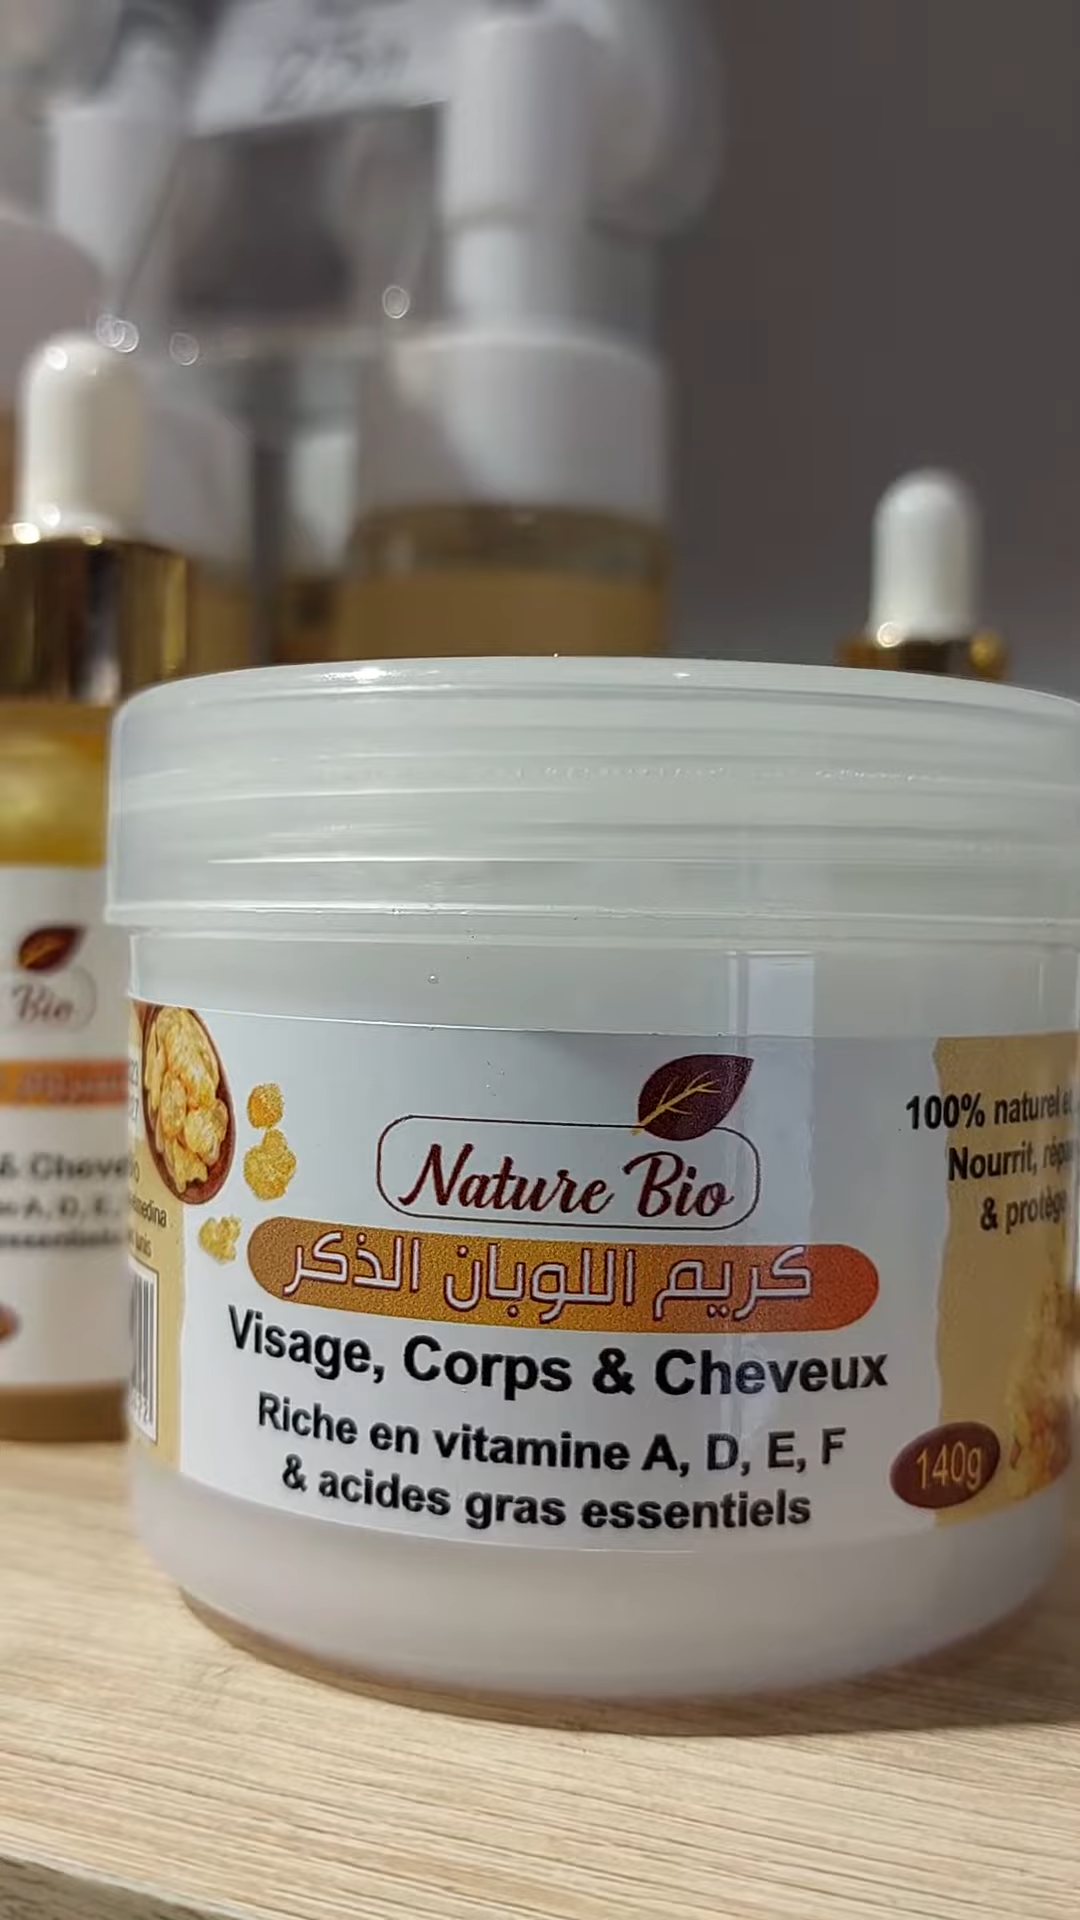 Nature Bio
كريم اللوبان الذكر
Visage, Corps & Cheveux
Riche en vitamine A, D, E, F
& acides gras essentiels
100% naturel
Nourrit,
& protège
140g
Bio